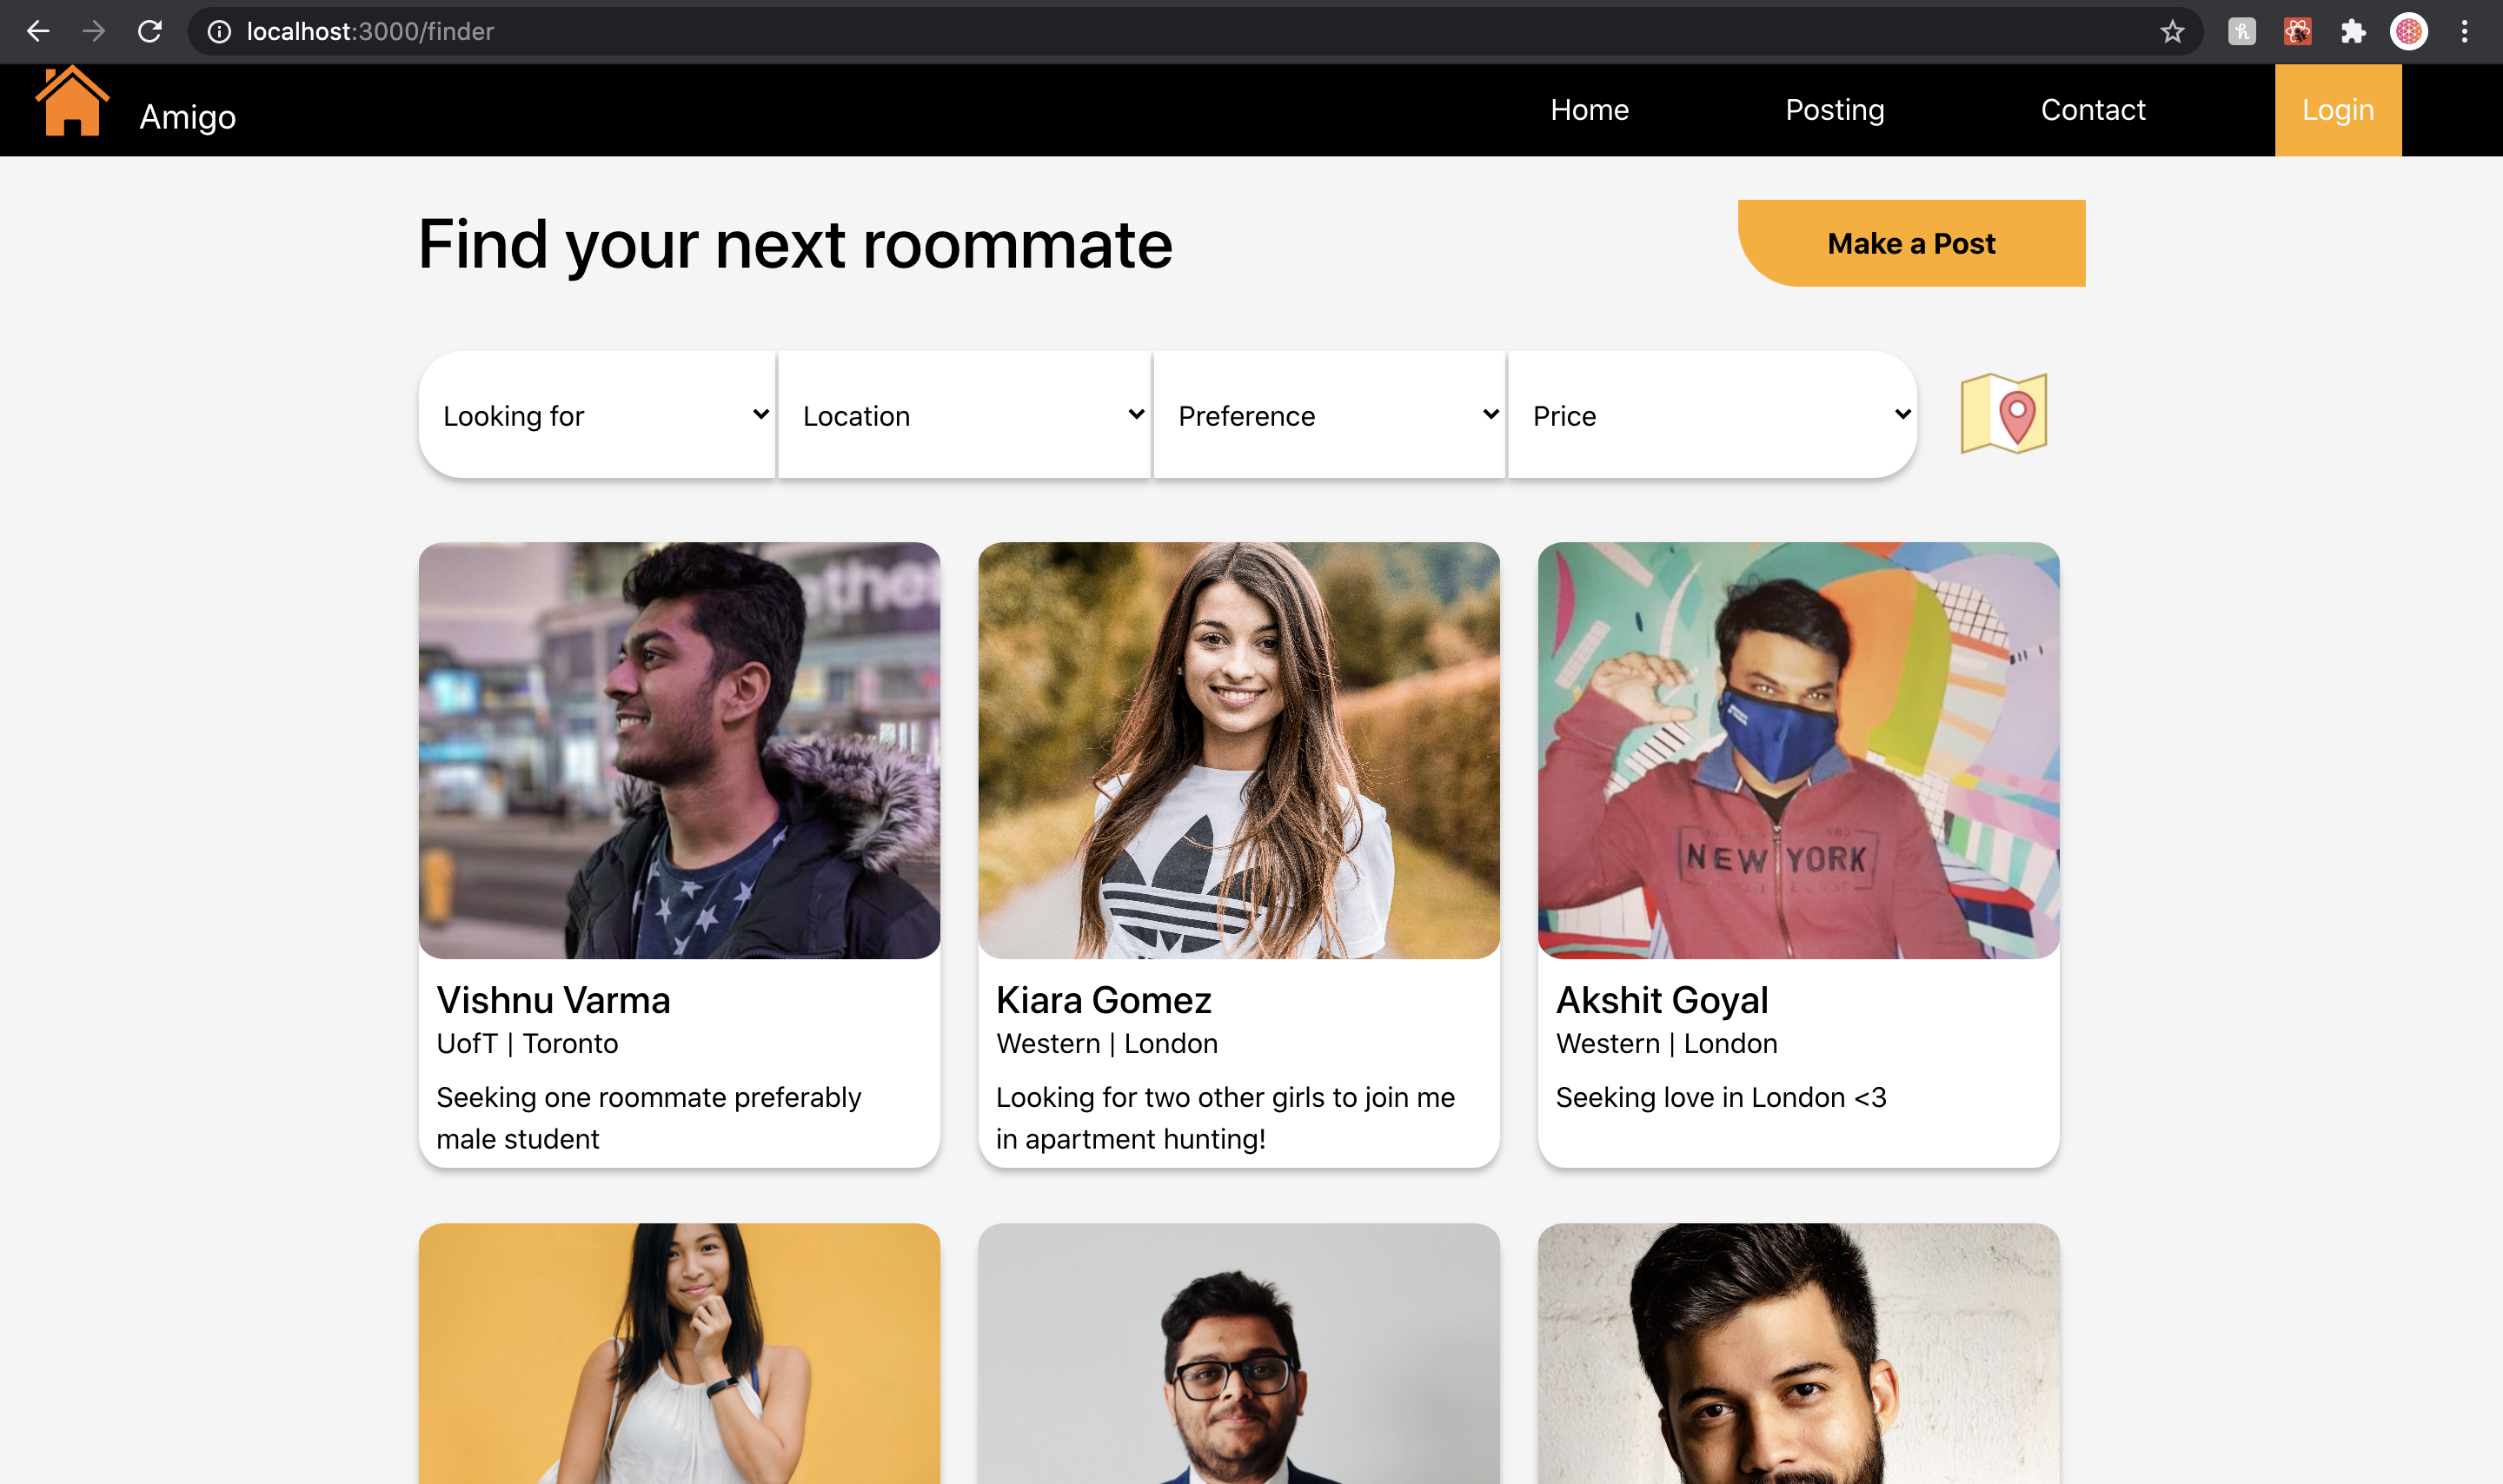 localhost:3000/finder
Amigo
Home
Posting
Contact
Login
Find your next roommate
Make a Post
Looking for
Location
Preference
Price
ether
NEW YORK
Vishnu Varma
UofT | Toronto
Seeking one roommate preferably
male student
Kiara Gomez
Western | London
Looking for two other girls to join me
in apartment hunting!
Akshit Goyal
Western | London
Seeking love in London <3